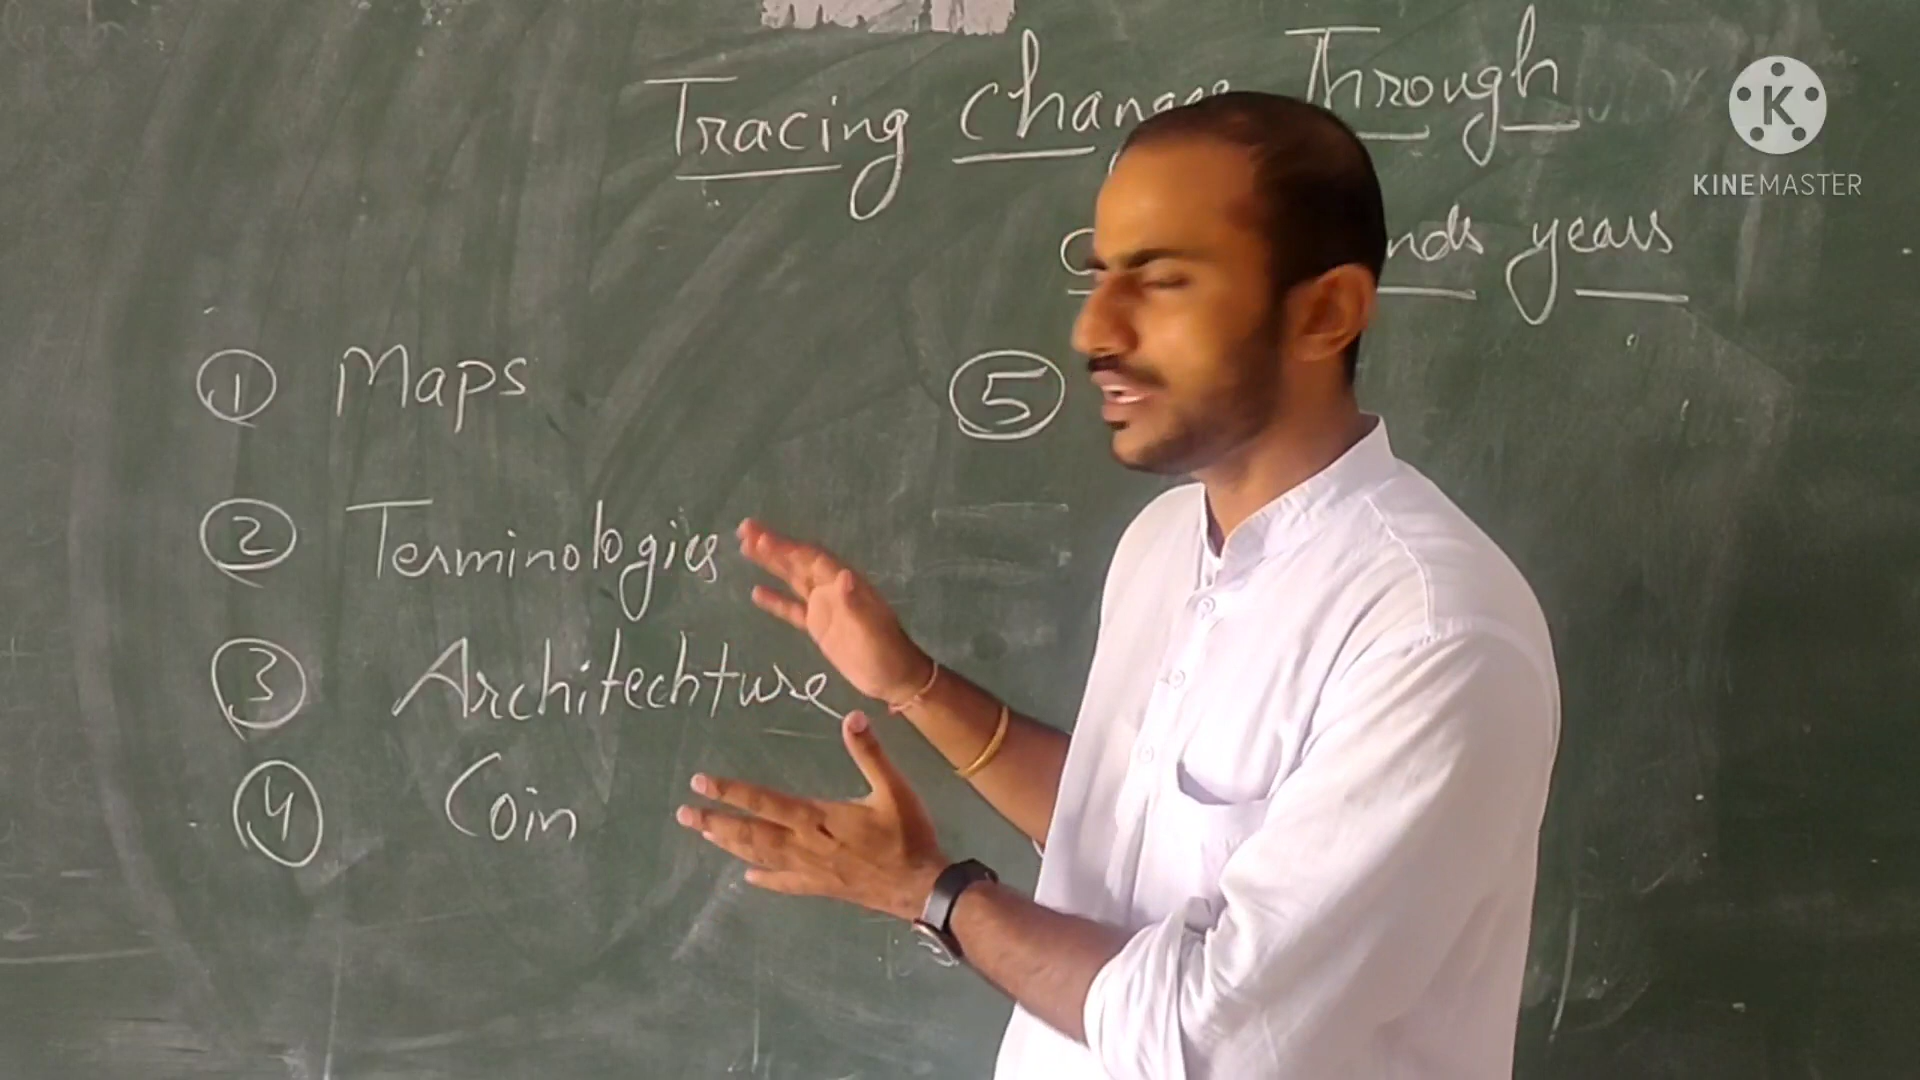 Tracing Through
years
① Maps
② Terminologies
③ Architechture
④ Coin
⑤
K
KINEMASTER